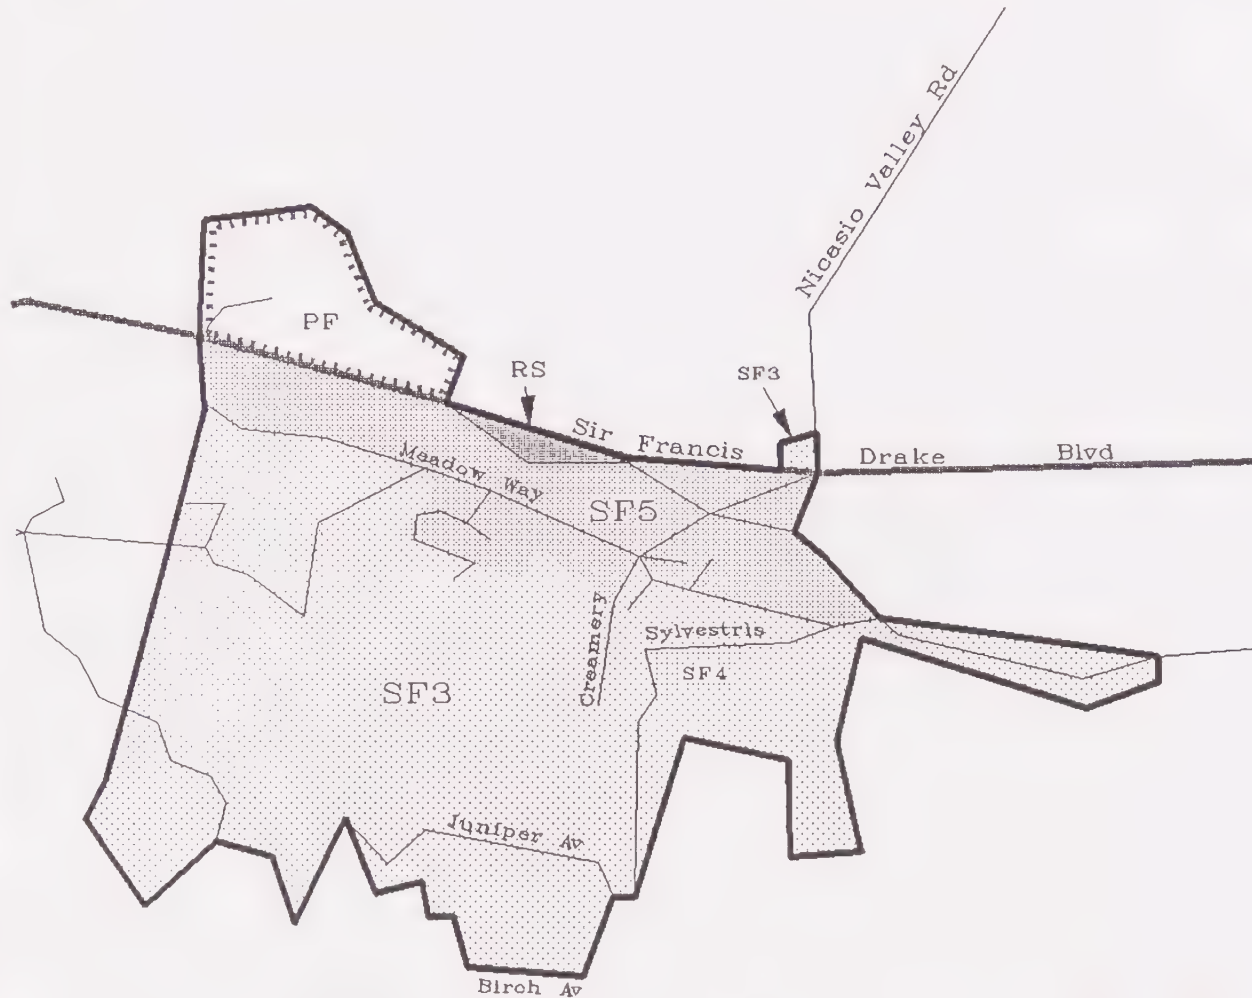 Nicasio Valley Rd
PF
RS
SF3
Sir Francis Drake Blvd
Meadow Way
SF5
Creamery
Sylvestris
SF4
SF3
Juniper Av
Birch Av